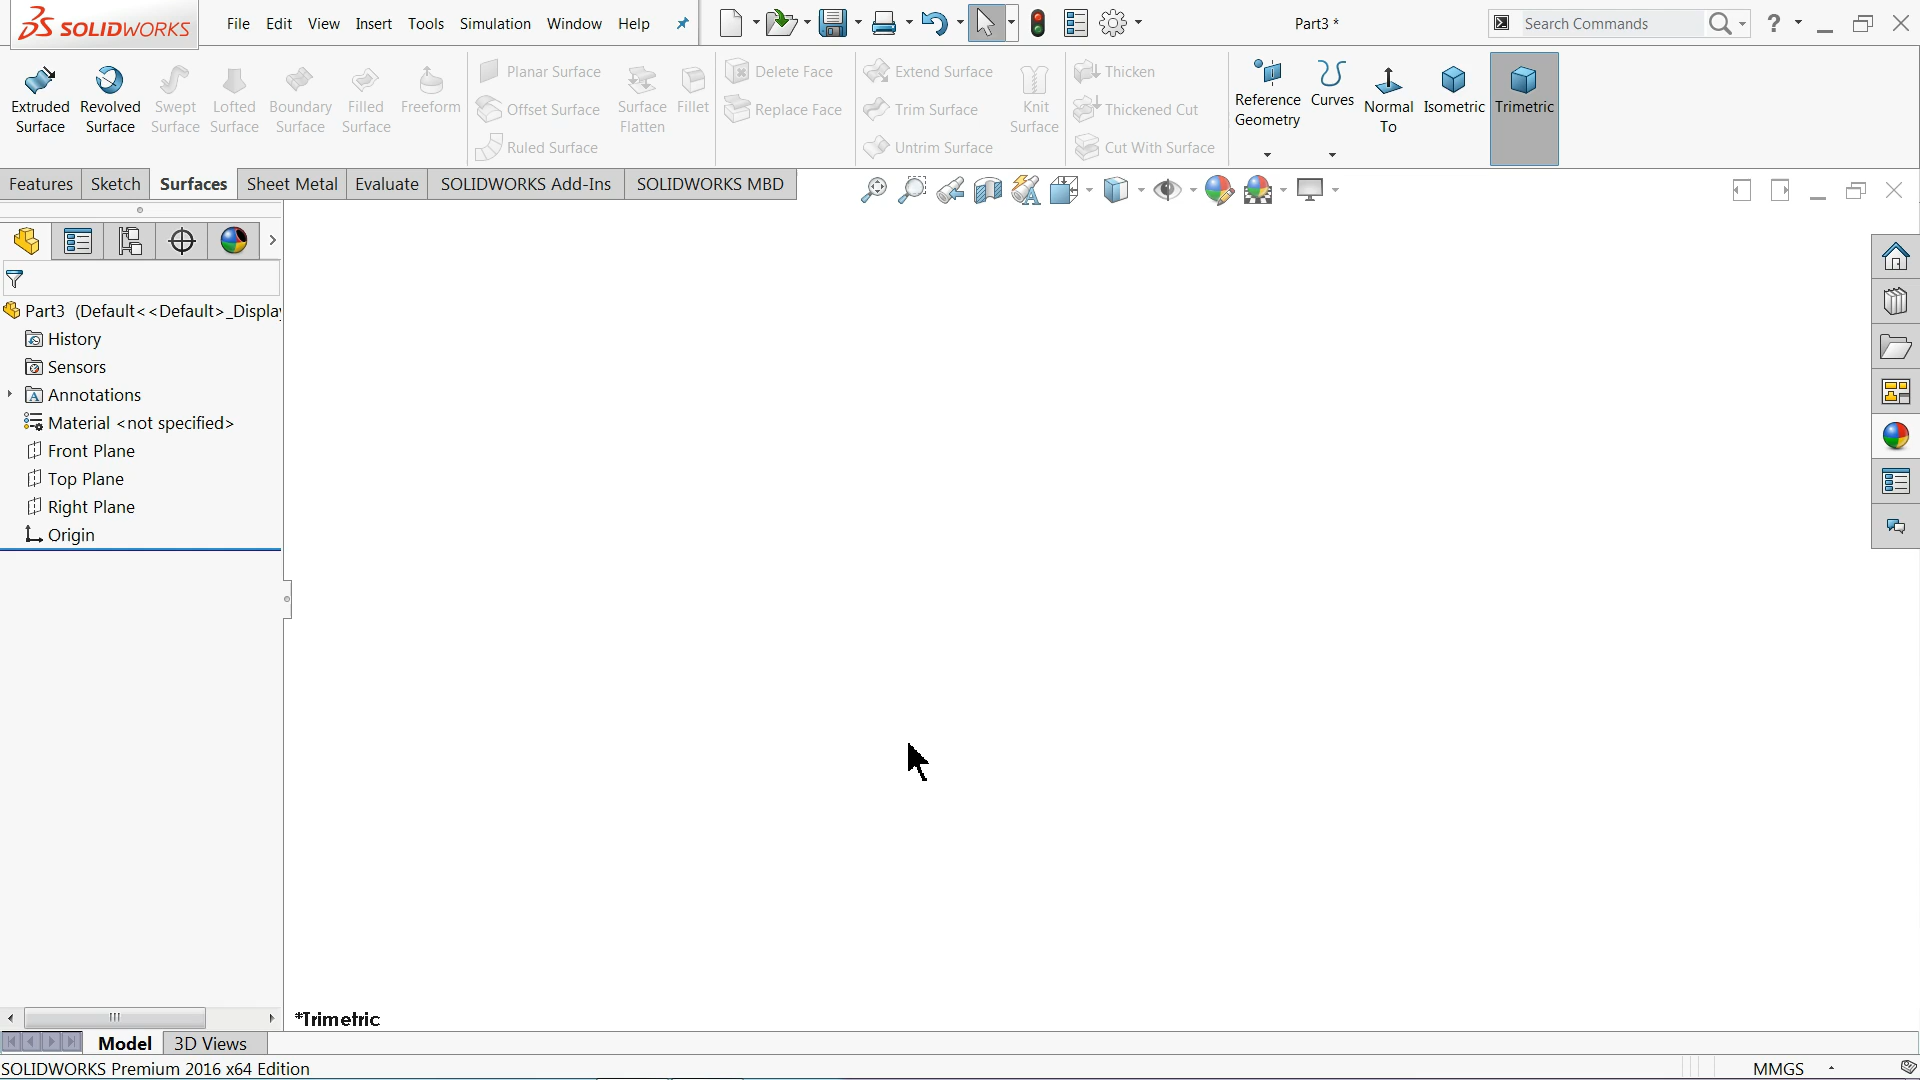 SOLIDWORKS File Edit View Insert Tools Simulation Window Help Part3 * Search Commands ?
Extruded Surface
Revolved Surface
Swept Surface
Lofted Surface
Boundary Surface
Filled Surface
Freeform
Planar Surface
Offset Surface
Ruled Surface
Surface Flatten
Fillet
Delete Face
Replace Face
Extend Surface
Trim Surface
Untrim Surface
Knit Surface
Thicken
Thickened Cut
Cut With Surface
Reference Geometry
Curves
Normal To
Isometric
Trimetric
Features Sketch Surfaces Sheet Metal Evaluate SOLIDWORKS Add-Ins SOLIDWORKS MBD
Part3 (Default<<Default>_Display
History
Sensors
Annotations
Material <not specified>
Front Plane
Top Plane
Right Plane
Origin
*Trimetric
Model 3D Views
SOLIDWORKS Premium 2016 x64 Edition MMGS